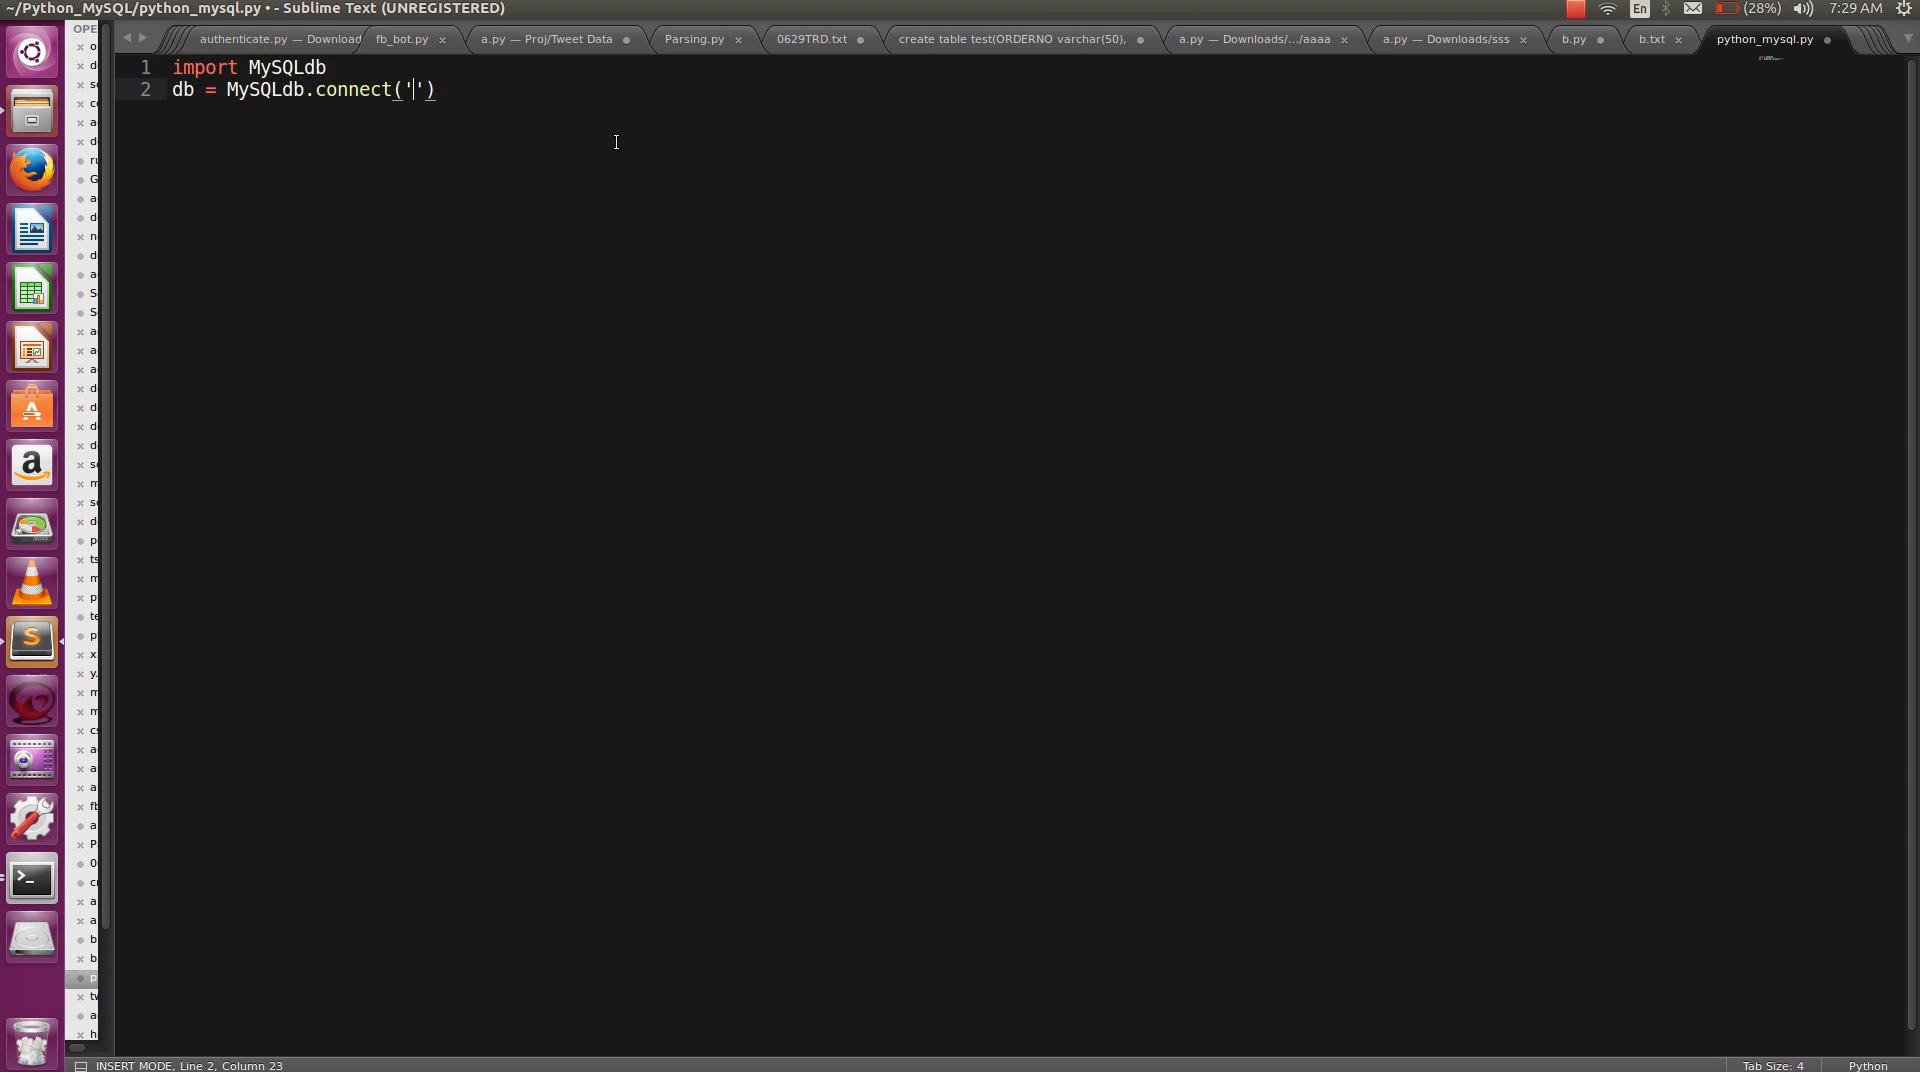 ~/Python_MySQL/python_mysql.py • - Sublime Text (UNREGISTERED)
En
(28%)
7:29 AM
authenticate.py — Download
fb_bot.py
a.py — Proj/Tweet Data
Parsing.py
0629TRD.txt
create table test(ORDERNO varchar(50),
a.py — Downloads/.../aaaa
a.py — Downloads/sss
b.py
b.txt
python_mysql.py
OPE
1 import MySQLdb
2 db = MySQLdb.connect('')
INSERT MODE, Line 2, Column 23
Tab Size: 4
Python